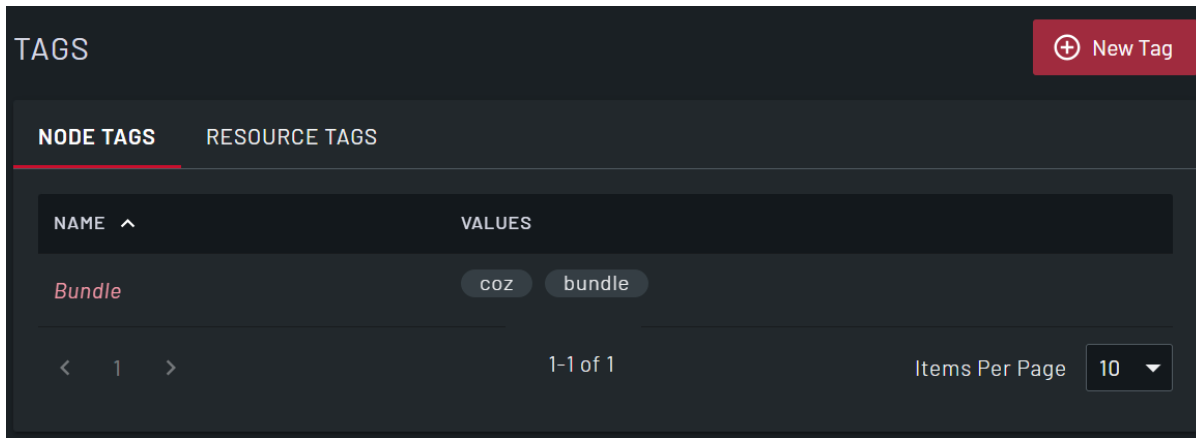 TAGS
New Tag
NODE TAGS RESOURCE TAGS
NAME VALUES
Bundle coz bundle
1 1-1 of 1 Items Per Page 10